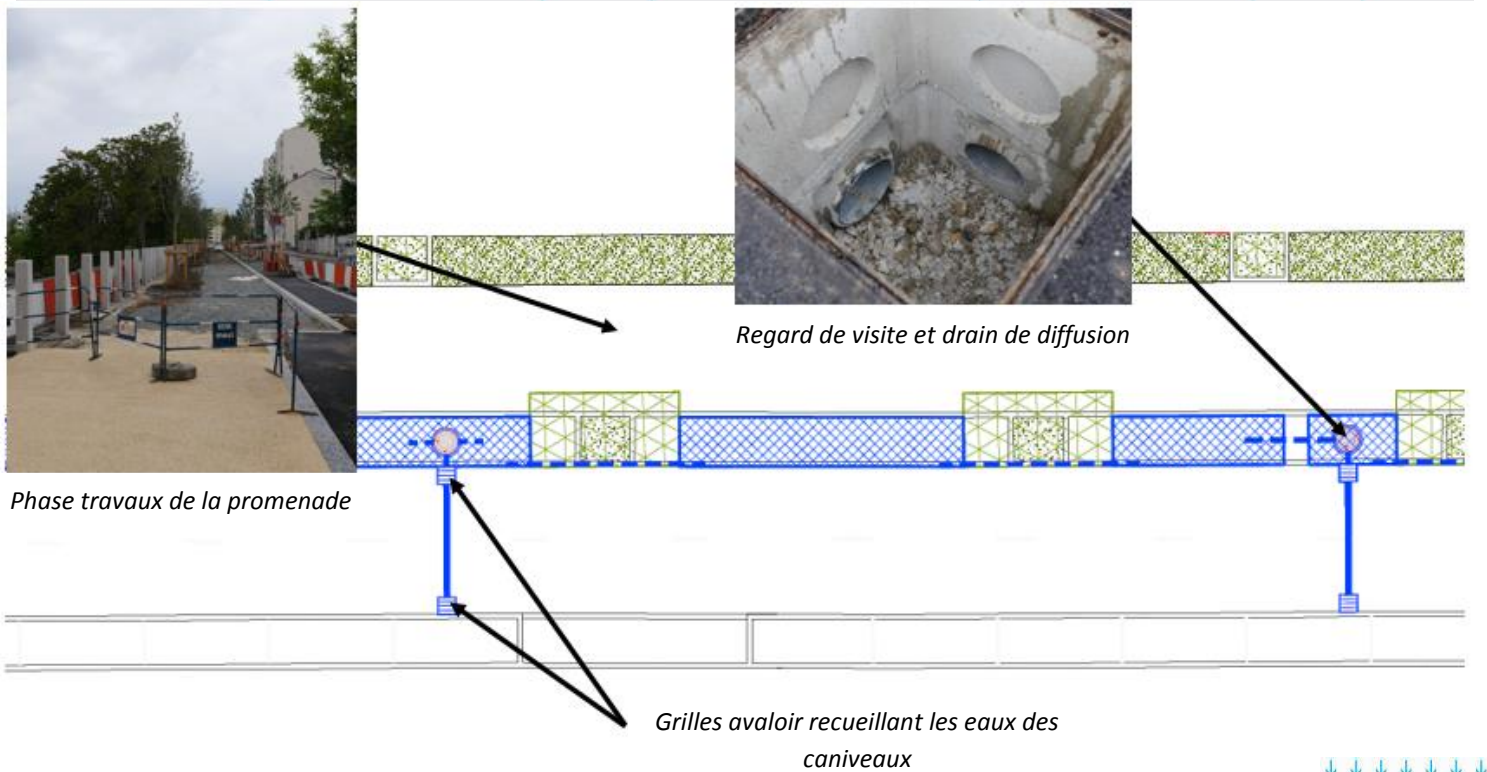 Regard de visite et drain de diffusion
Phase travaux de la promenade
Grilles avaloir recueillant les eaux des
caniveaux